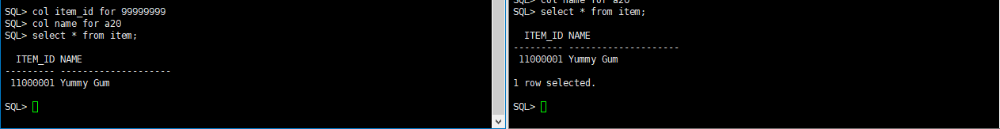 SQL> col item_id for 99999999
SQL> col name for a20
SQL> select * from item;
  ITEM_ID NAME
--------- --------------------
 11000001 Yummy Gum
SQL>
col name for a20
SQL> select * from item;
  ITEM_ID NAME
--------- --------------------
 11000001 Yummy Gum
1 row selected.
SQL>